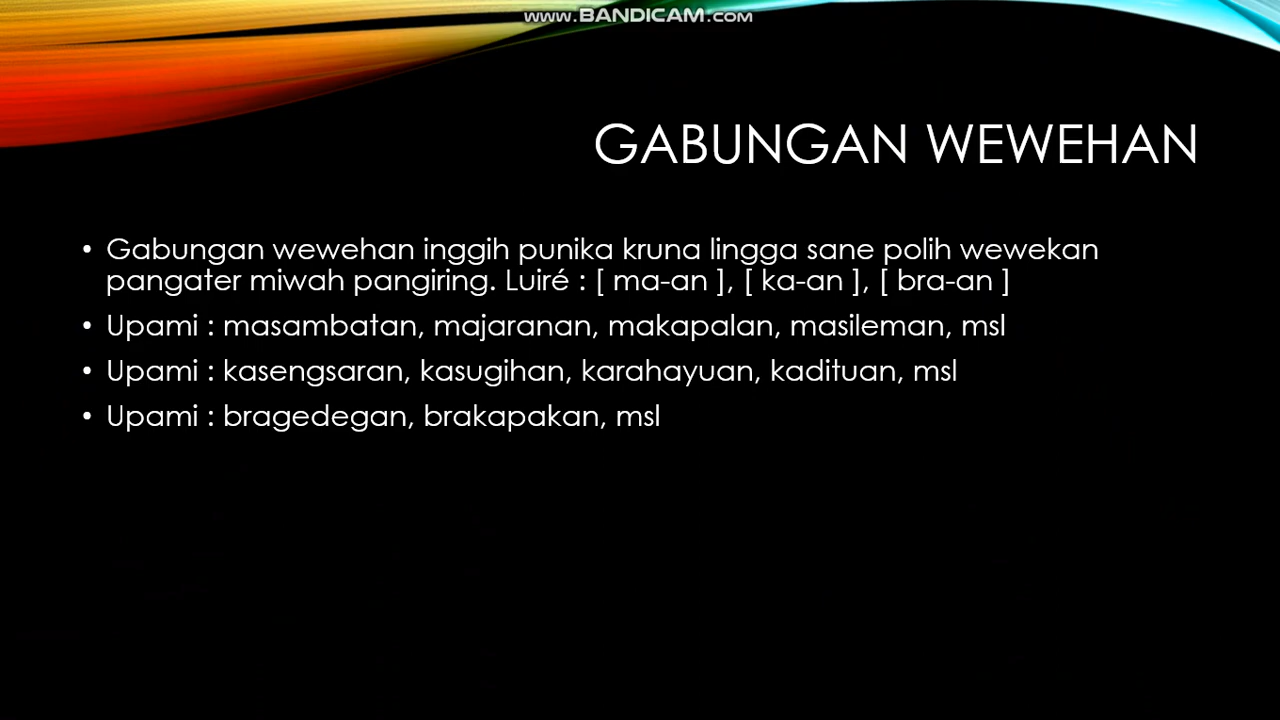 www.BANDICAM.com
GABUNGAN WEWEHAN
• Gabungan wewehan inggih punika kruna lingga sane polih wewekan
pangater miwah pangiring. Luiré : [ ma-an ], [ ka-an ], [ bra-an ]
• Upami : masambatan, majaranan, makapalan, masileman, msl
• Upami : kasengsaran, kasugihan, karahayuan, kadituan, msl
• Upami : bragedegan, brakapakan, msl